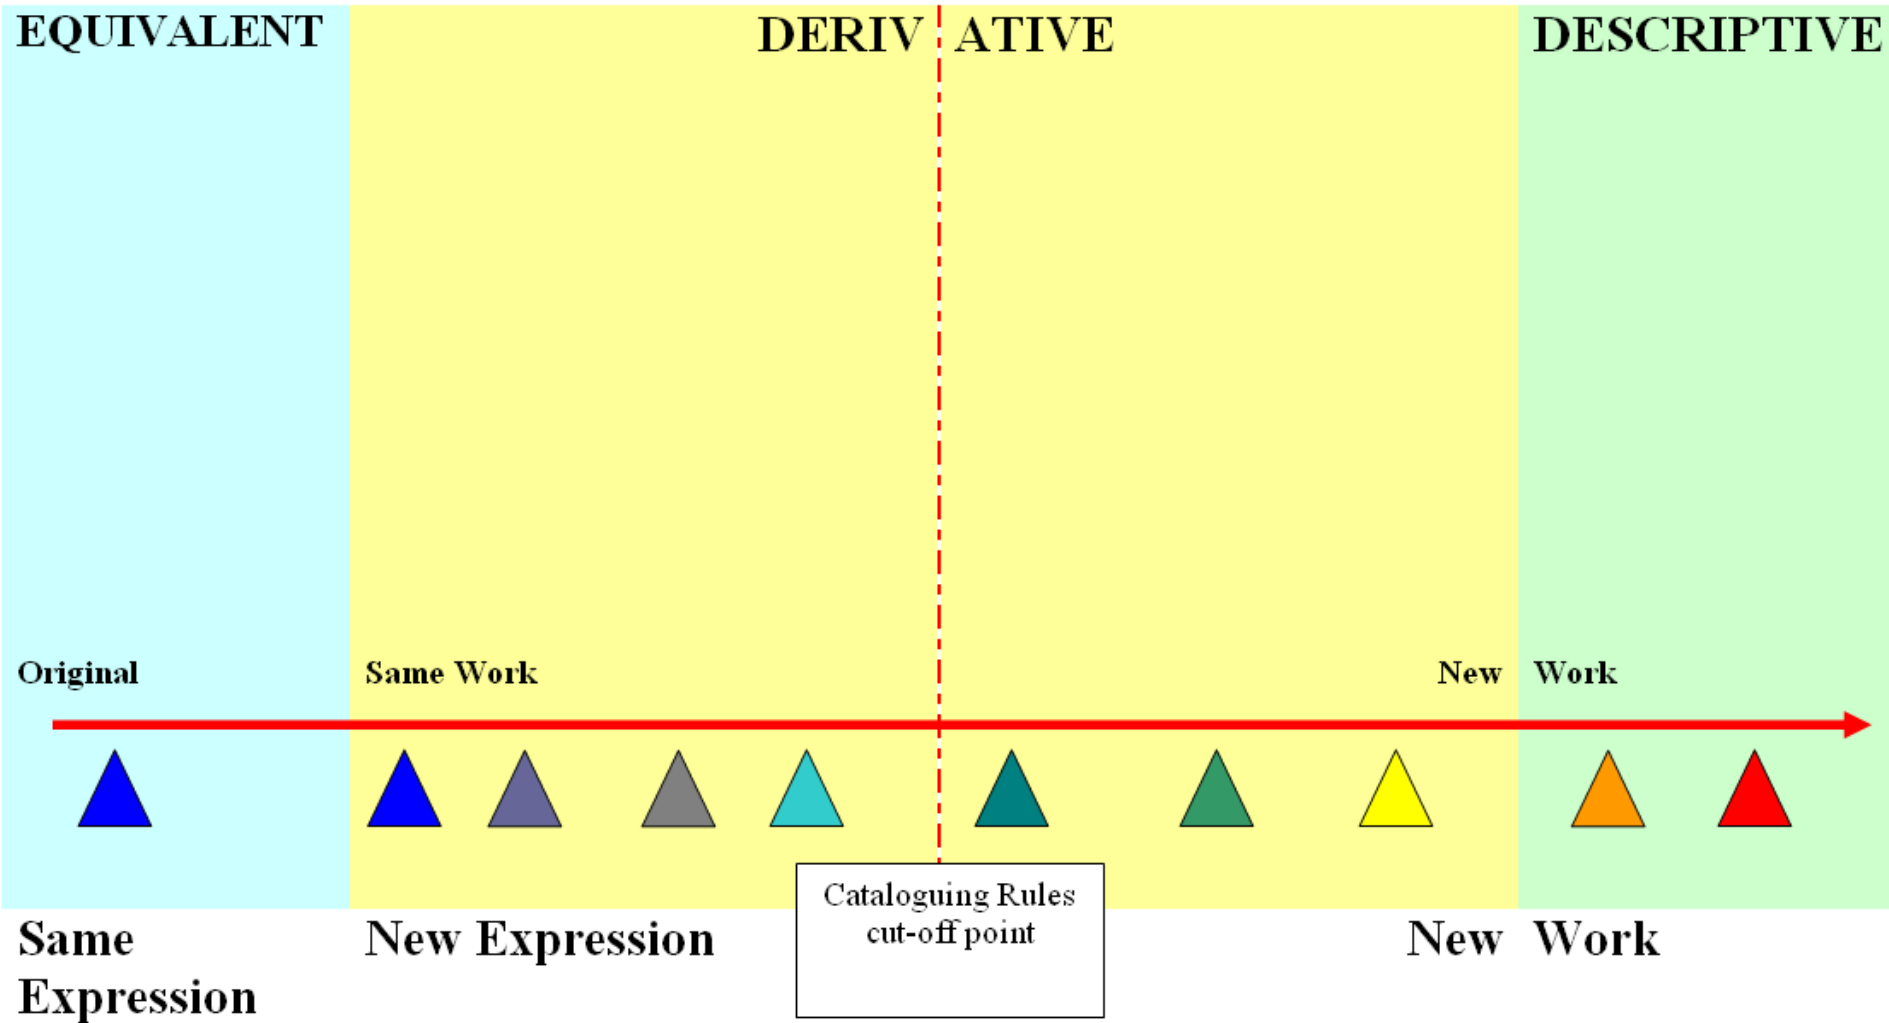 EQUIVALENT DERIV ATIVE DESCRIPTIVE
Original Same Work New Work
Cataloguing Rules
cut-off point
Same New Expression New Work
Expression